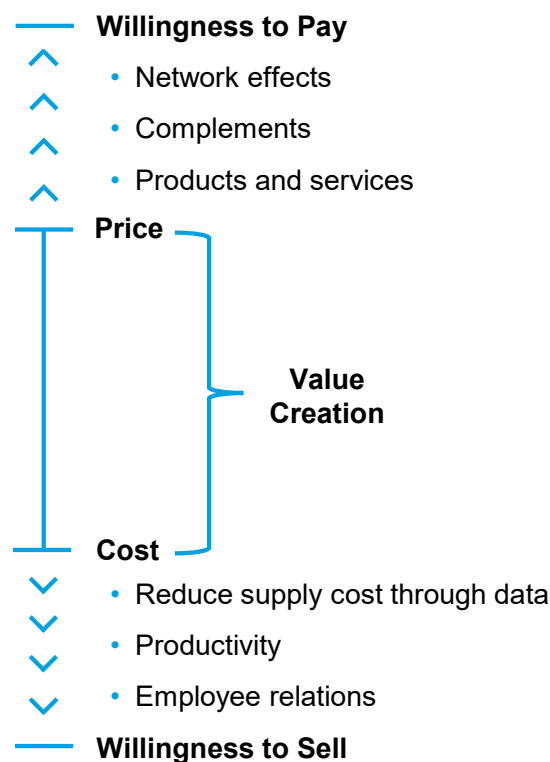 Willingness to Pay
• Network effects
• Complements
• Products and services
Price
Value
Creation
Cost
• Reduce supply cost through data
• Productivity
• Employee relations
Willingness to Sell